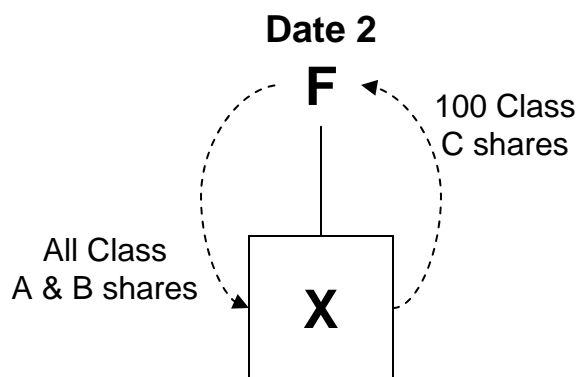 Date 2
F
100 Class
C shares
All Class
A & B shares
X